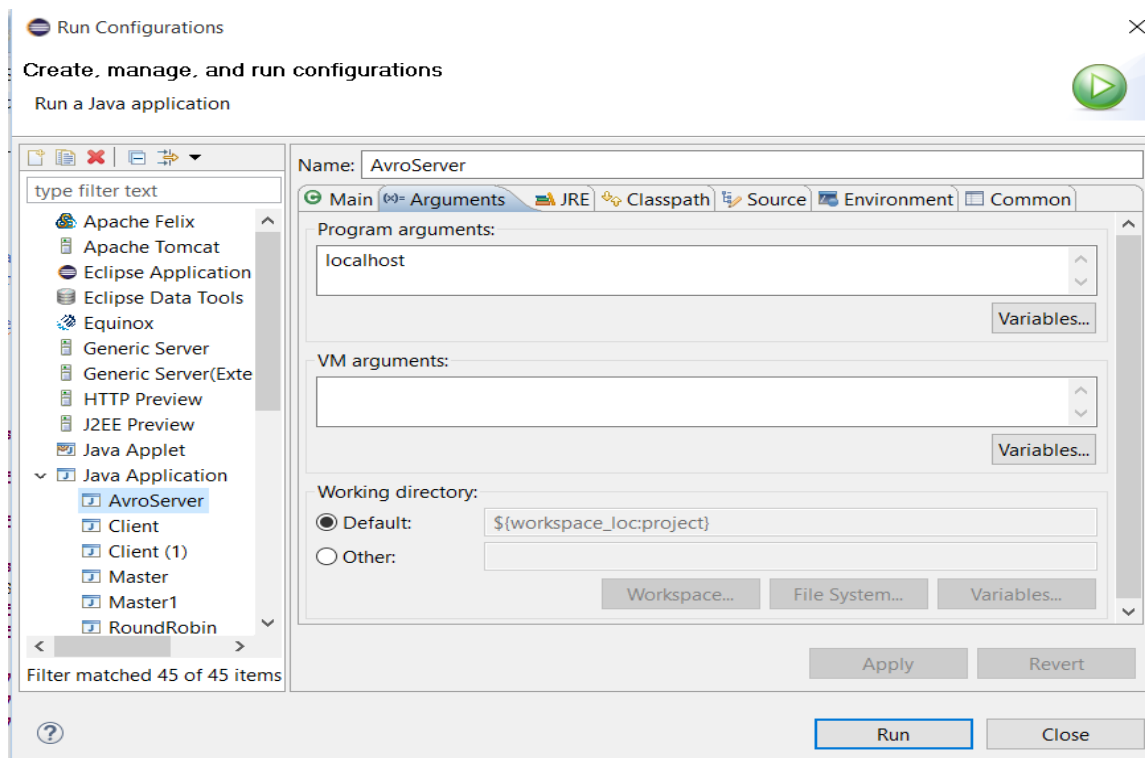 Run Configurations
Create, manage, and run configurations
Run a Java application
type filter text
Apache Felix
Apache Tomcat
Eclipse Application
Eclipse Data Tools
Equinox
Generic Server
Generic Server(Exte
HTTP Preview
J2EE Preview
Java Applet
Java Application
AvroServer
Client
Client (1)
Master
Master1
RoundRobin
Filter matched 45 of 45 items
Name: AvroServer
Main (x)= Arguments JRE Classpath Source Environment Common
Program arguments:
localhost
Variables...
VM arguments:
Variables...
Working directory:
Default: ${workspace_loc:project}
Other:
Workspace... File System... Variables...
Apply Revert
Run Close